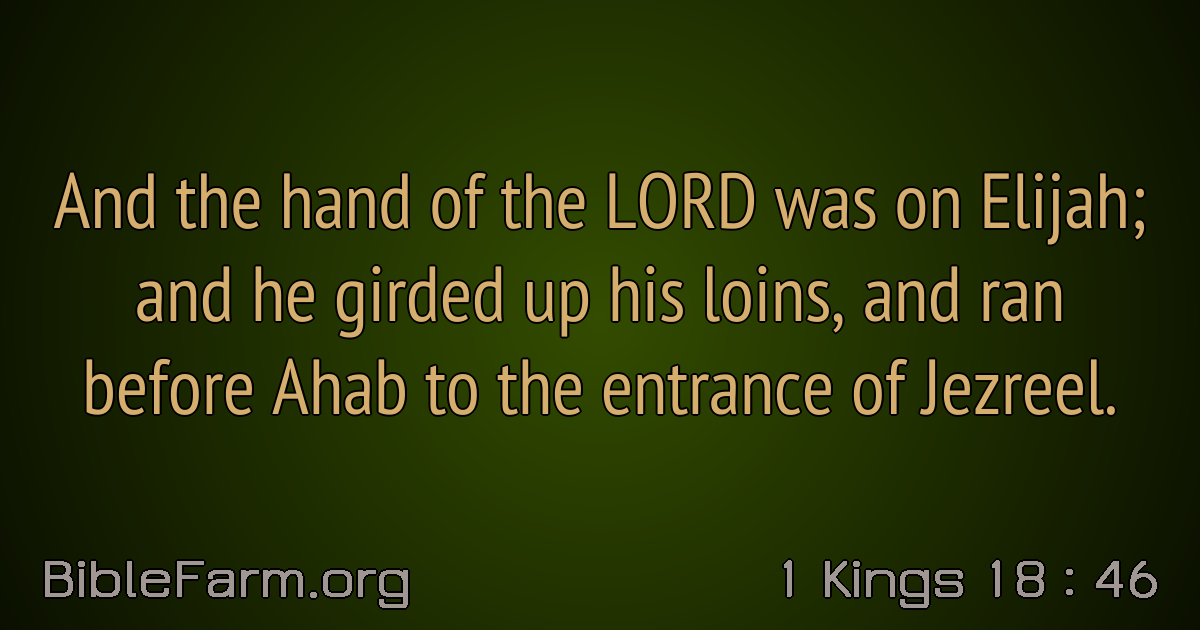 And the hand of the LORD was on Elijah;
and he girded up his loins, and ran
before Ahab to the entrance of Jezreel.
BibleFarm.org
1 Kings 18 : 46